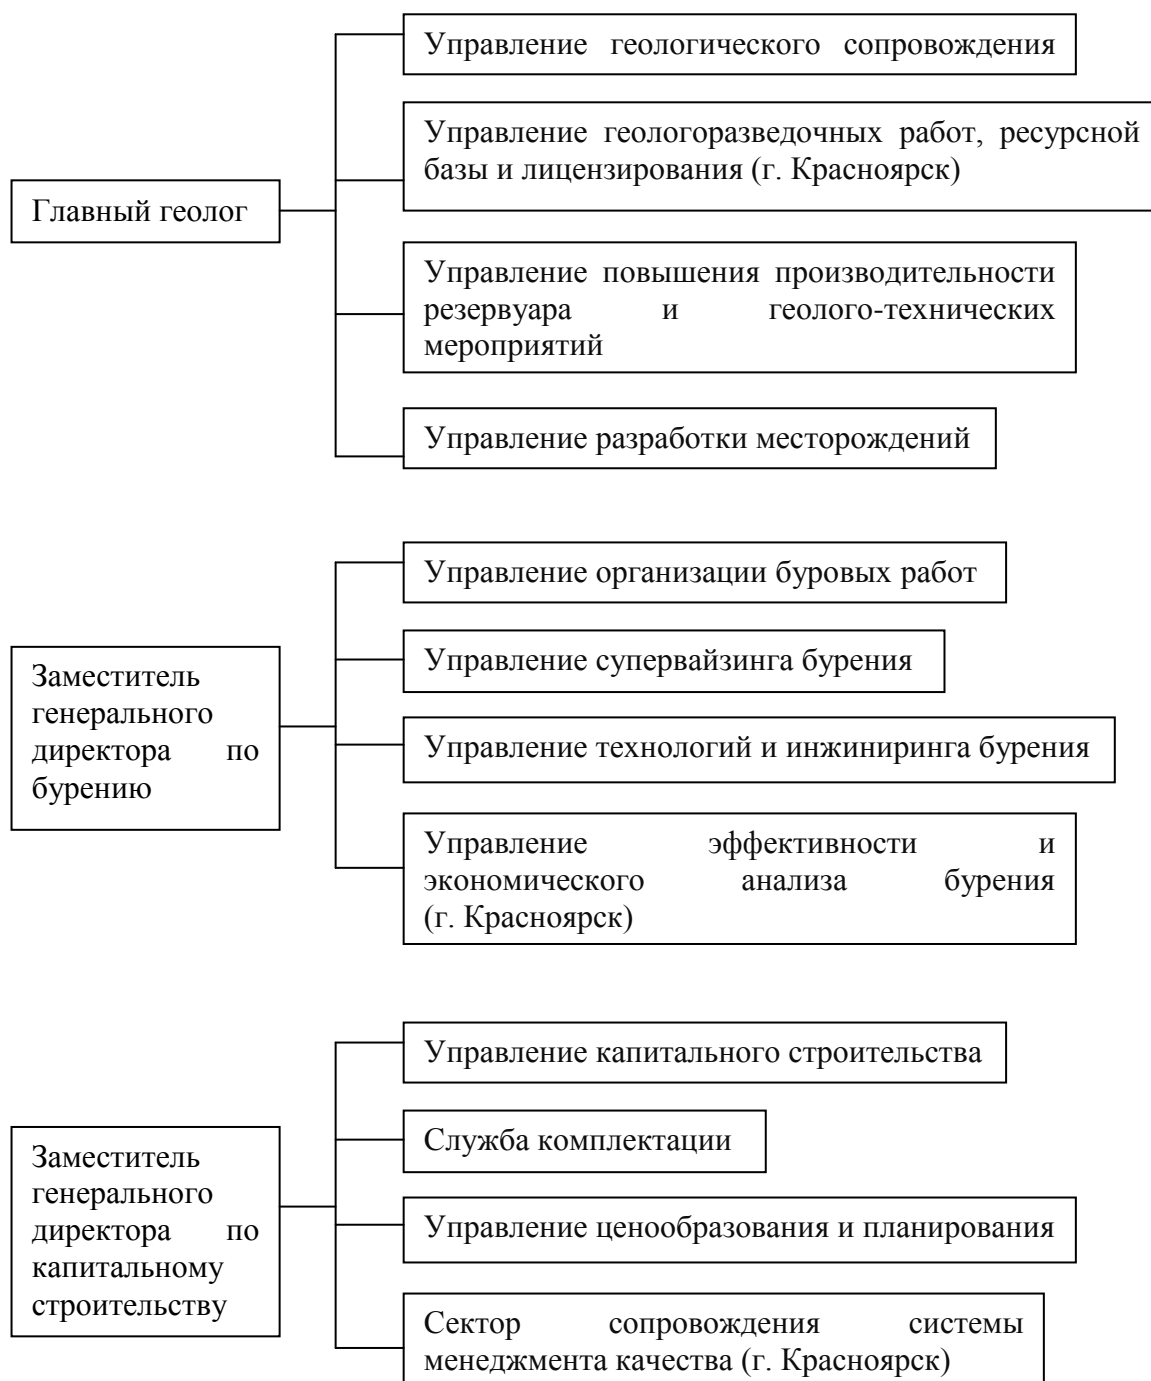 Управление геологического сопровождения
Управление геологоразведочных работ, ресурсной
базы и лицензирования (г. Красноярск)
Главный геолог
Управление повышения производительности
резервуара и геолого-технических
мероприятий
Управление разработки месторождений
Управление организации буровых работ
Управление супервайзинга бурения
Заместитель
генерального
директора по
бурению
Управление технологий и инжиниринга бурения
Управление эффективности и
экономического анализа бурения
(г. Красноярск)
Управление капитального строительства
Служба комплектации
Заместитель
генерального
директора по
капитальному
строительству
Управление ценообразования и планирования
Сектор сопровождения системы
менеджмента качества (г. Красноярск)